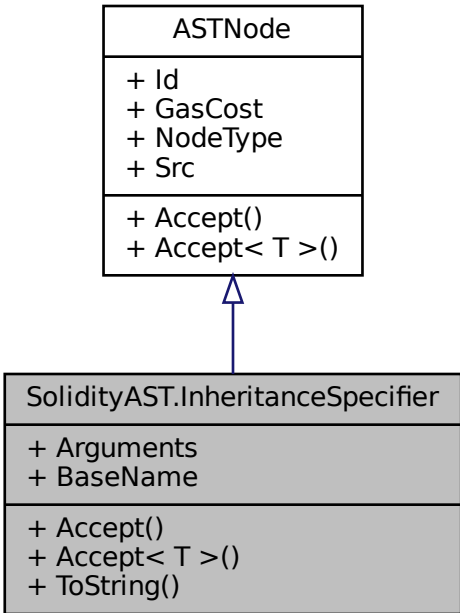 ASTNode
+ Id
+ GasCost
+ NodeType
+ Src
+ Accept()
+ Accept< T >()
SolidityAST.InheritanceSpecifier
+ Arguments
+ BaseName
+ Accept()
+ Accept< T >()
+ ToString()